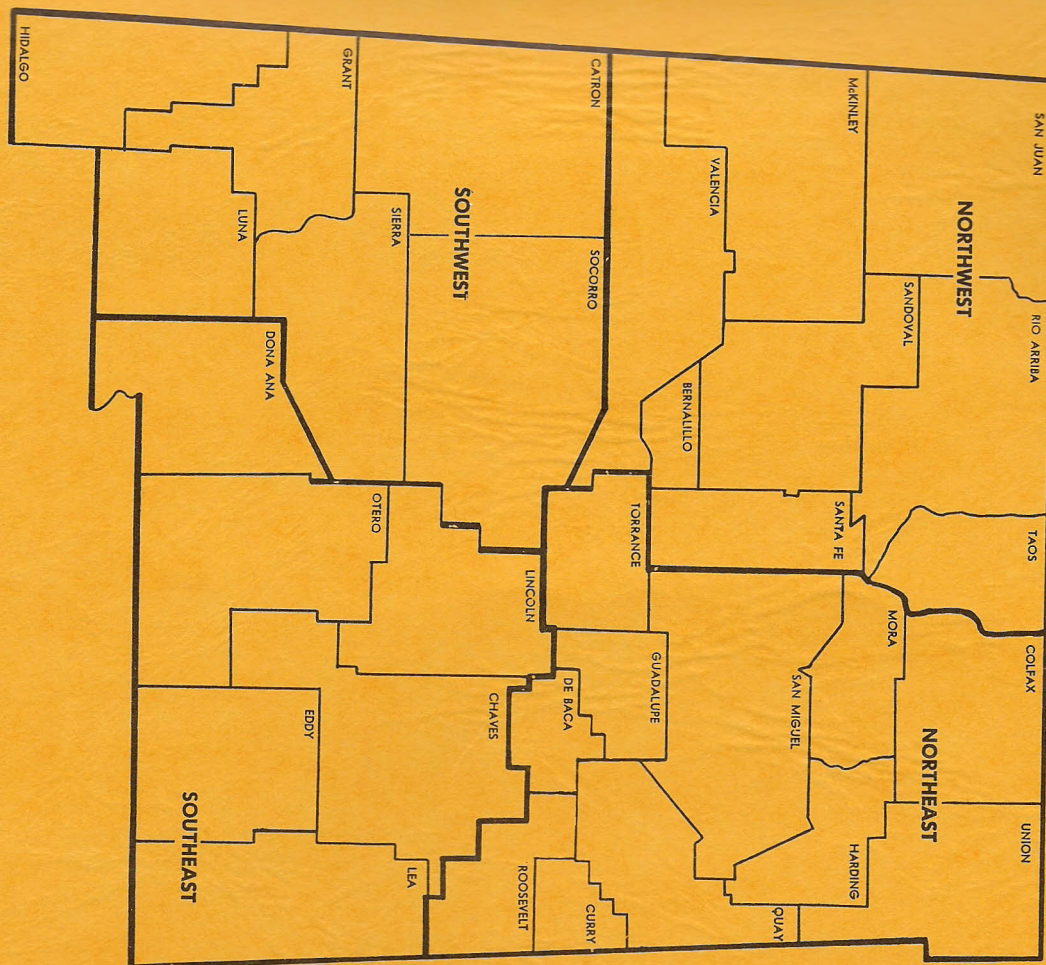 SAN JUAN
RIO ARRIBA
TAOS
COLFAX
UNION
NORTHWEST
NORTHEAST
McKINLEY
SANDOVAL
SANTA FE
MORA
HARDING
VALENCIA
BERNALILLO
SAN MIGUEL
QUAY
TORRANCE
GUADALUPE
CATRON
SOCORRO
LINCOLN
DE BACA
CURRY
ROOSEVELT
CHAVES
SOUTHWEST
GRANT
SIERRA
OTERO
LEA
HIDALGO
LUNA
DONA ANA
EDDY
SOUTHEAST